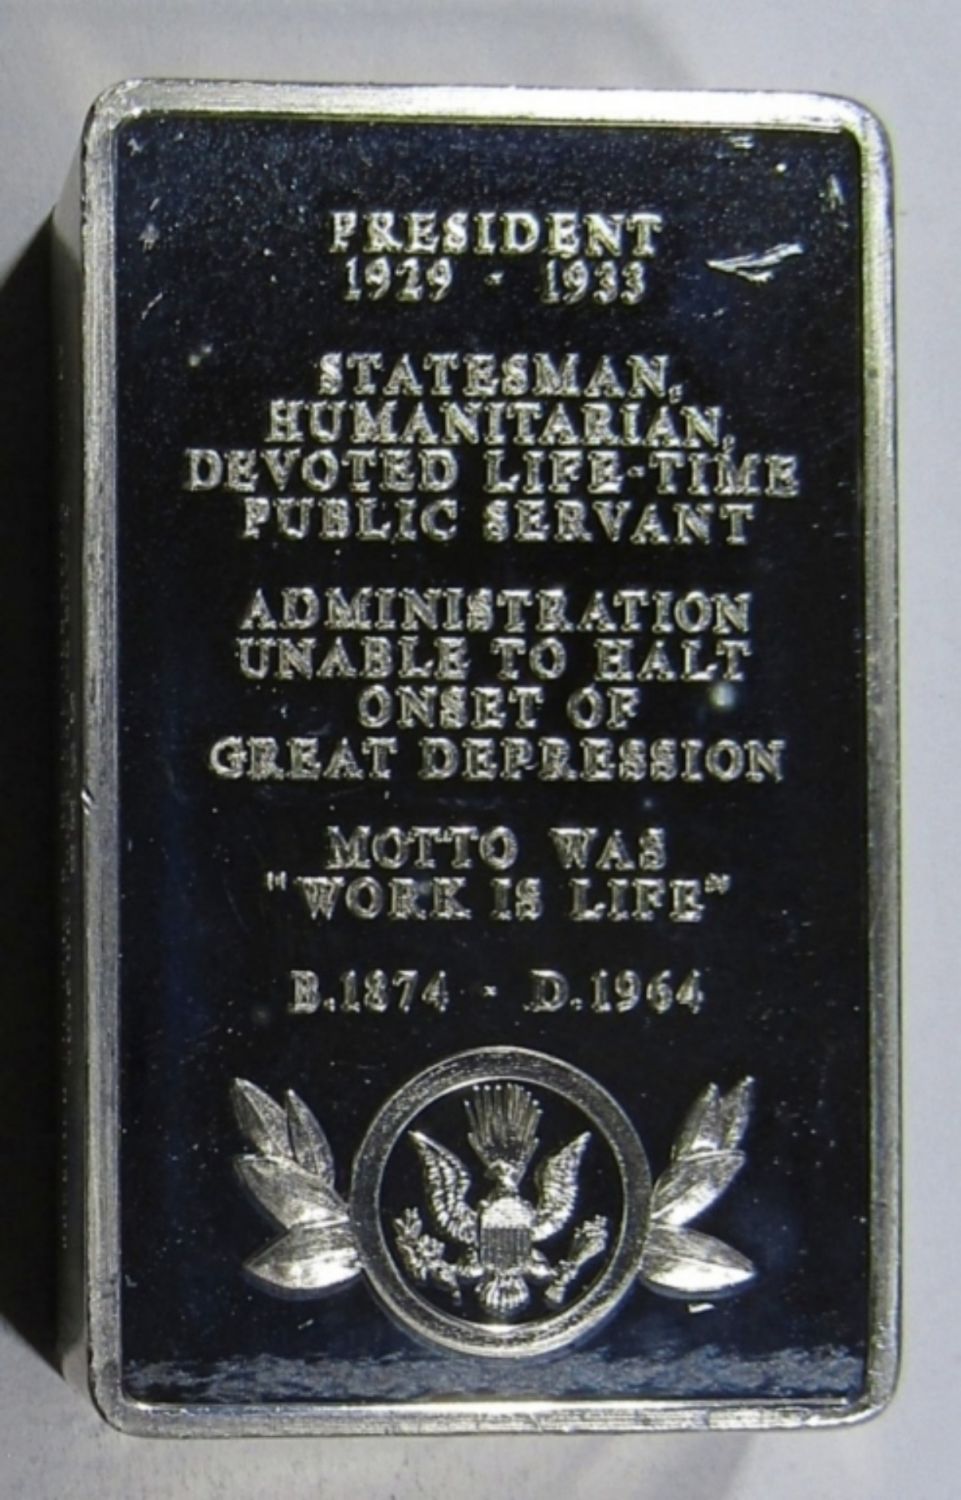 PRESIDENT
1929 - 1933
STATESMAN,
HUMANITARIAN,
DEVOTED LIFE-TIME
PUBLIC SERVANT
ADMINISTRATION
UNABLE TO HALT
ONSET OF
GREAT DEPRESSION
MOTTO WAS
"WORK IS LIFE"
B.1874 - D.1964